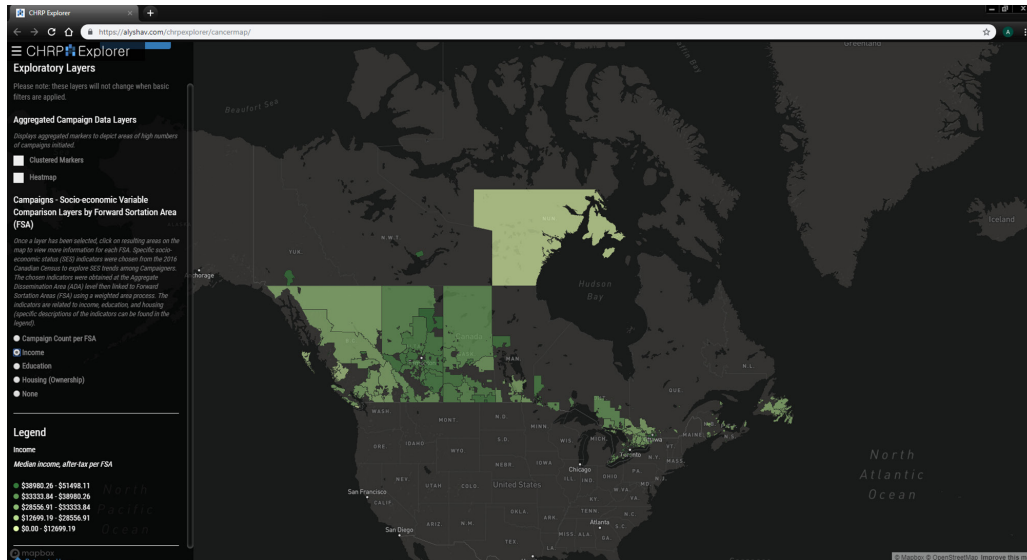 CHRP Explorer
https://alyshav.com/chrpexplorer/cancermap/
A
CHRP Explorer
Exploratory Layers
Please note: these layers will not change when basic
filters are applied.
Aggregated Campaign Data Layers
Displays aggregated markers to depict areas of high numbers
of campaigns initiated.
Clustered Markers
Heatmap
Campaigns - Socio-economic Variable
Comparison Layers by Forward Sortation Area
(FSA)
Once a layer has been selected, click on resulting areas on the
map to view more information for each FSA. Specific socio-
economic status (SES) indicators were chosen from the 2016
Canadian Census to explore SES trends among Campaigners.
The chosen indicators were obtained at the Aggregate
Dissemination Area (ADA) level then linked to Forward
Sortation Areas (FSA) using a weighted area process. The
indicators are related to income, education, and housing
(specific descriptions of the indicators can be found in the
legend).
Campaign Count per FSA
Income
Education
Housing (Ownership)
None
Legend
Income
Median income, after-tax per FSA
$38980.26 - $51498.11
$33333.84 - $38980.26
$28556.91 - $33333.84
$12699.19 - $28556.91
$0.00 - $12699.19
mapbox
Greenland
Beaufort Sea
Iceland
YUK.
N.W.T.
NUN.
chorage
Hudson
Bay
MAN.
N.L.
QUE.
WASH.
MONT.
N.D.
MINN.
Ottawa
MAINE
ORE.
IDAHO
S.D.
WIS.
MICH.
Toronto
VT.
WYO.
N.Y.
MASS.
NEBR.
IOWA
Chicago
PA.
NEV.
UTAH
COLO.
United States
ILL.
IND.
OHIO
N.J.
W.VA.
San Francisco
CALIF.
KY.
VA.
OKLA.
TENN.
N.C.
ARIZ.
N.M.
ARK.
Atlanta
S.C.
San Diego
MISS.
ALA.
GA.
TEX.
LA.
North
Atlantic
Ocean
North
Pacific
Ocean
© Mapbox © OpenStreetMap Improve this m